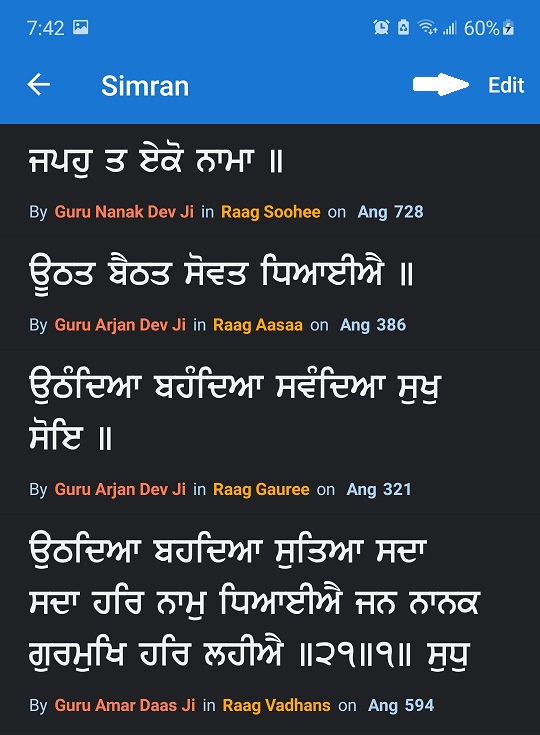 7:42 60%
Simran Edit
ਜਪਹੁ ਤ ਏਕੋ ਨਾਮਾ ॥
By Guru Nanak Dev Ji in Raag Soohee on Ang 728
ਊਠਤ ਬੈਠਤ ਸੋਵਤ ਧਿਆਈਐ ॥
By Guru Arjan Dev Ji in Raag Aasaa on Ang 386
ਉਠੰਦਿਆ ਬਹੰਦਿਆ ਸਵੰਦਿਆ ਸੁਖੁ
ਸੋਇ ॥
By Guru Arjan Dev Ji in Raag Gauree on Ang 321
ਉਠਦਿਆ ਬਹਦਿਆ ਸੁਤਿਆ ਸਦਾ
ਸਦਾ ਹਰਿ ਨਾਮੁ ਧਿਆਈਐ ਜਨ ਨਾਨਕ
ਗੁਰਮੁਖਿ ਹਰਿ ਲਹੀਐ ॥੨੧॥੧॥ ਸੁਧੁ
By Guru Amar Daas Ji in Raag Vadhans on Ang 594